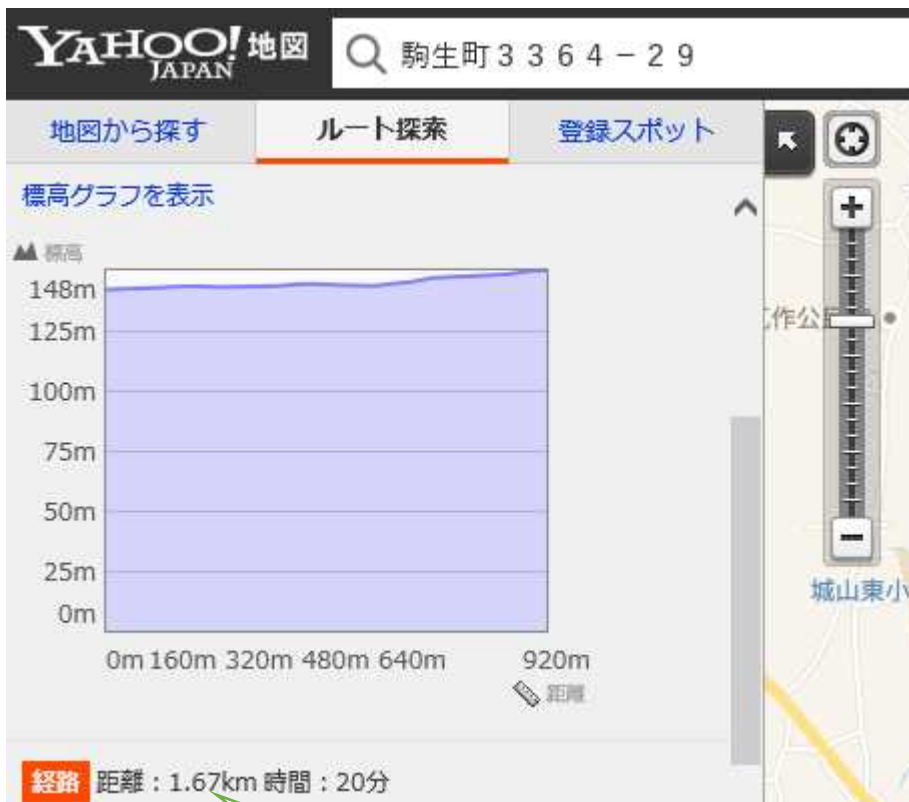 YAHOO! JAPAN 地図
駒生町３３６４－２９
地図から探す ルート探索 登録スポット
標高グラフを表示
標高
148m
125m
100m
75m
50m
25m
0m
0m 160m 320m 480m 640m 920m
距離
経路 距離：1.67km 時間：20分
作公
城山東小